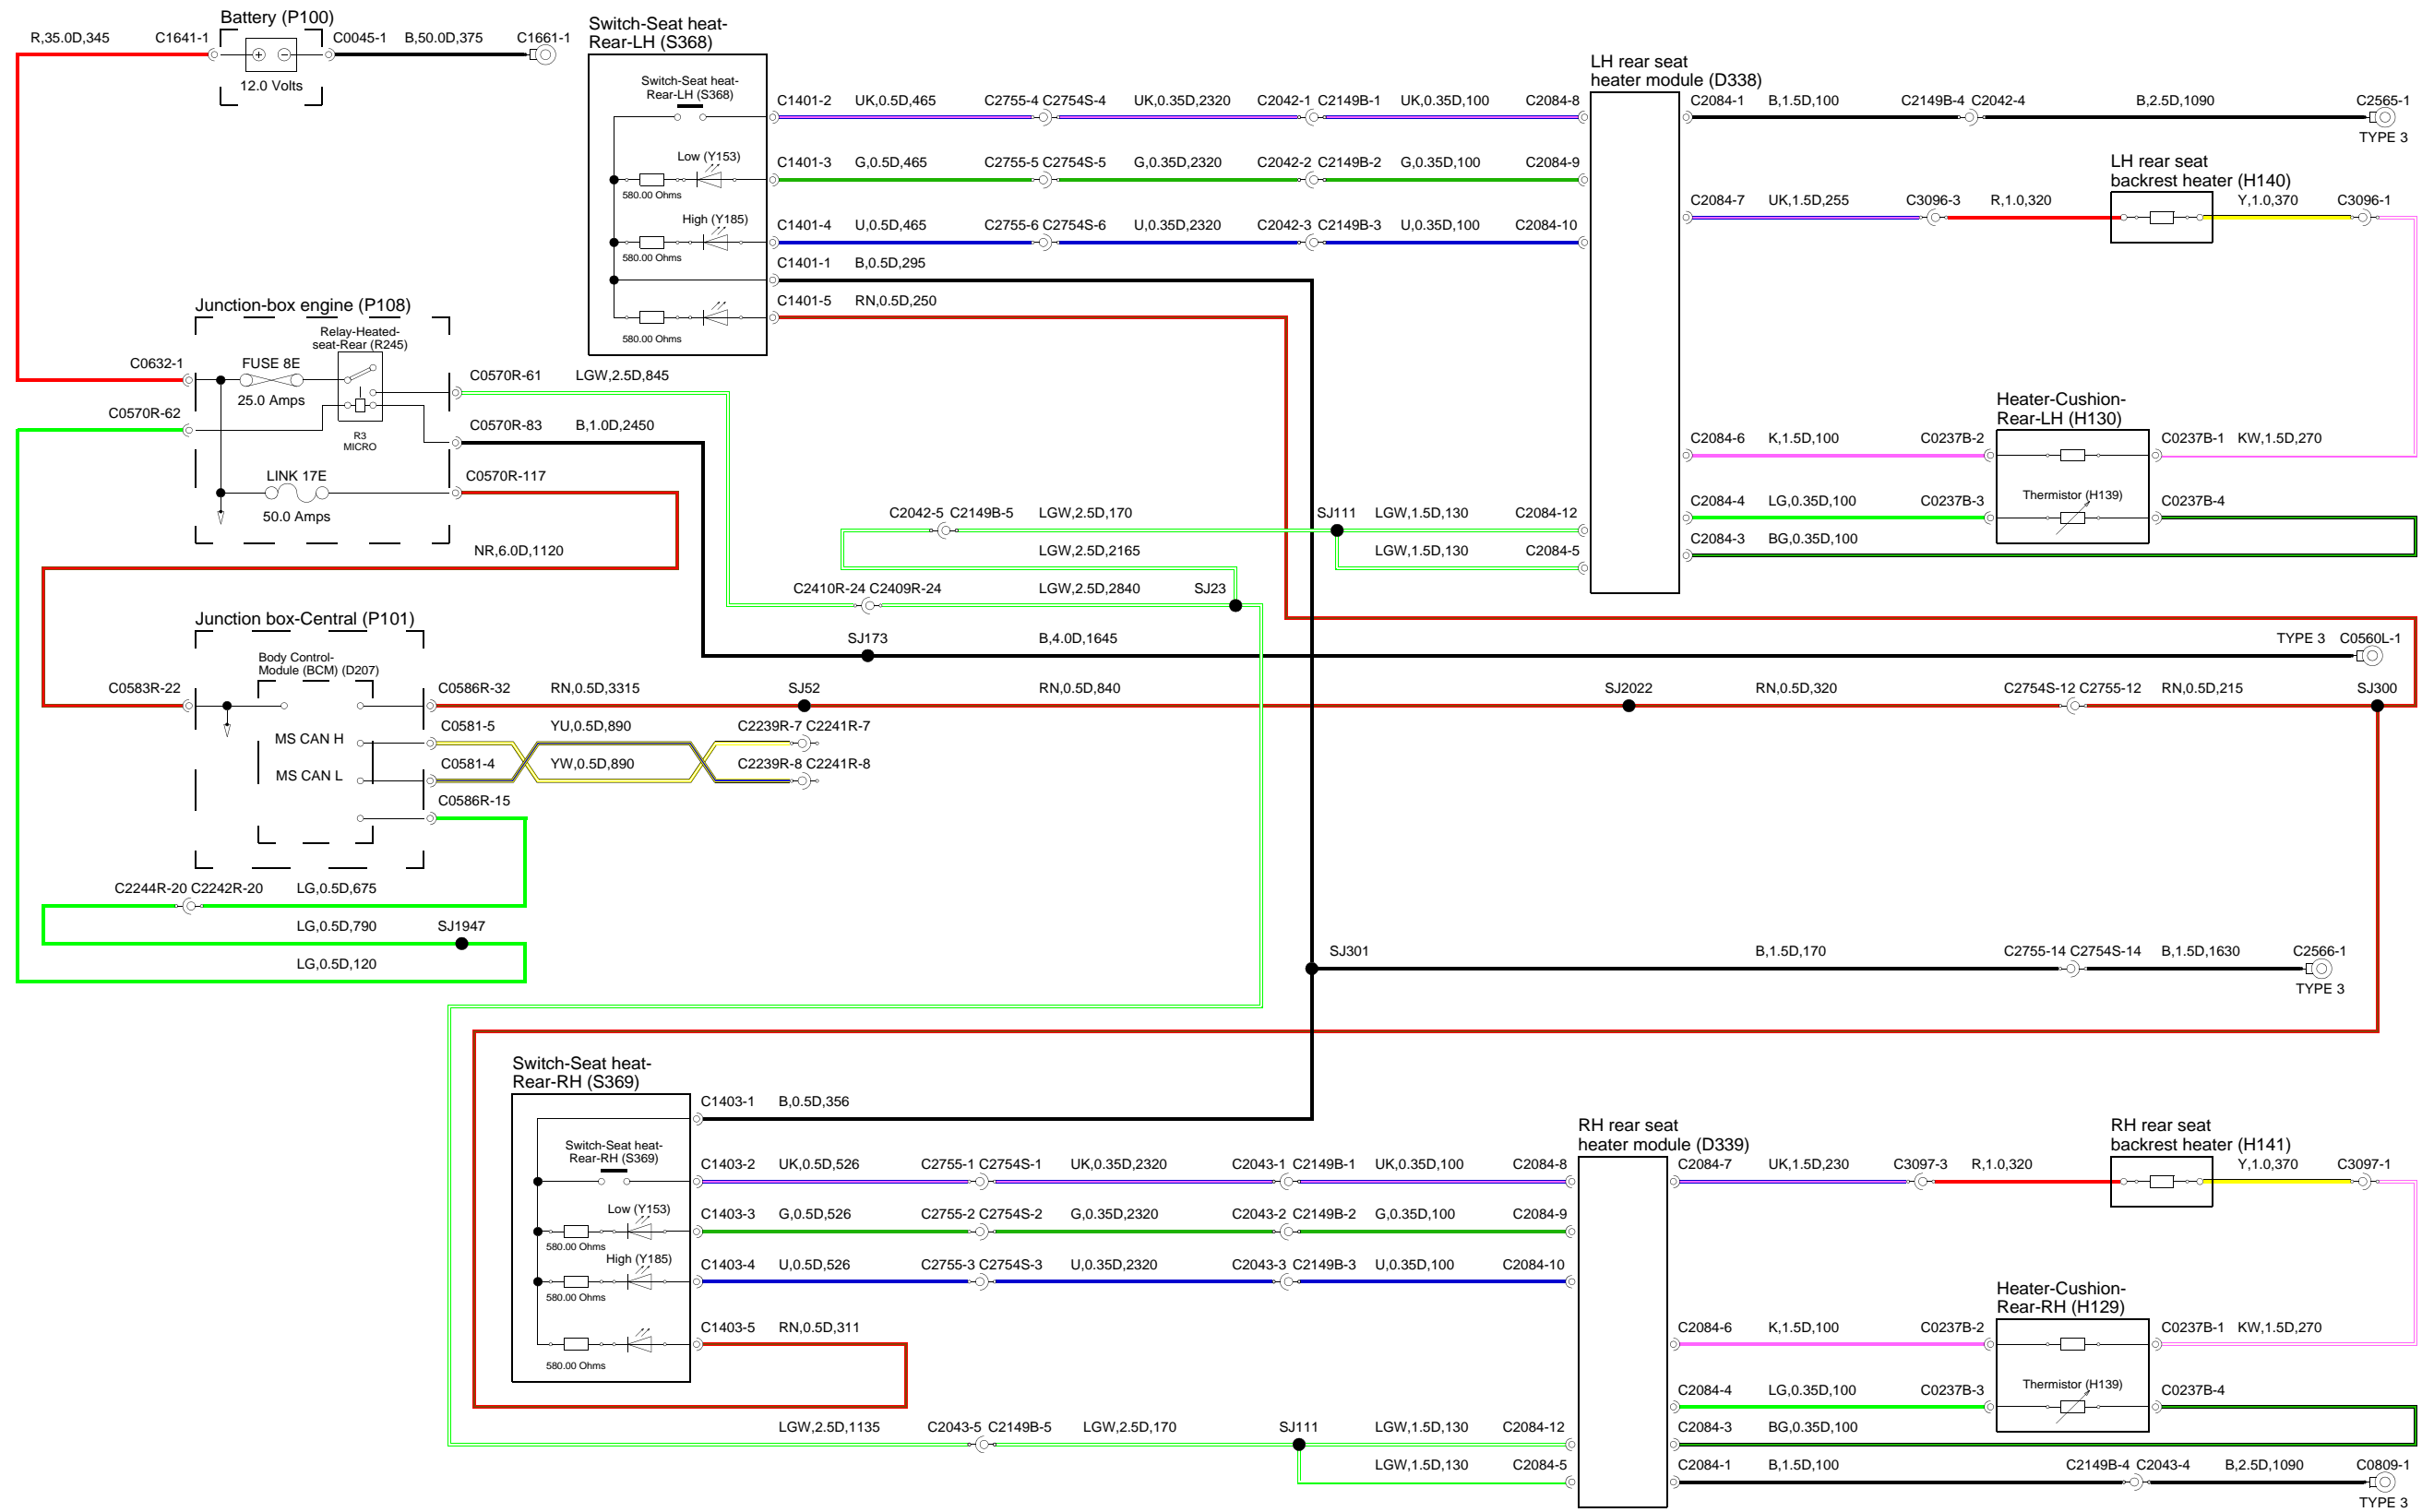 Battery (P100)
R,35.0D,345
C1641-1
C0045-1
B,50.0D,375
C1661-1
12.0 Volts
Switch-Seat heat-
Rear-LH (S368)
Switch-Seat heat-
Rear-LH (S368)
Low (Y153)
580.00 Ohms
High (Y185)
580.00 Ohms
580.00 Ohms
C1401-2
UK,0.5D,465
C2755-4 C2754S-4
UK,0.35D,2320
C2042-1 C2149B-1
UK,0.35D,100
C2084-8
C1401-3
G,0.5D,465
C2755-5 C2754S-5
G,0.35D,2320
C2042-2 C2149B-2
G,0.35D,100
C2084-9
C1401-4
U,0.5D,465
C2755-6 C2754S-6
U,0.35D,2320
C2042-3 C2149B-3
U,0.35D,100
C2084-10
C1401-1
B,0.5D,295
C1401-5
RN,0.5D,250
LH rear seat
heater module (D338)
C2084-1
B,1.5D,100
C2149B-4 C2042-4
B,2.5D,1090
C2565-1
TYPE 3
LH rear seat
backrest heater (H140)
C2084-7
UK,1.5D,255
C3096-3
R,1.0,320
Y,1.0,370
C3096-1
Heater-Cushion-
Rear-LH (H130)
C2084-6
K,1.5D,100
C0237B-2
C0237B-1
KW,1.5D,270
C2084-4
LG,0.35D,100
C0237B-3
Thermistor (H139)
C0237B-4
C2084-3
BG,0.35D,100
Junction-box engine (P108)
Relay-Heated-
seat-Rear (R245)
C0632-1
FUSE 8E
25.0 Amps
C0570R-61
LGW,2.5D,845
C0570R-62
R3
MICRO
C0570R-83
B,1.0D,2450
LINK 17E
50.0 Amps
C0570R-117
NR,6.0D,1120
C2042-5 C2149B-5
LGW,2.5D,170
SJ111
LGW,1.5D,130
C2084-12
LGW,2.5D,2165
LGW,1.5D,130
C2084-5
C2410R-24 C2409R-24
LGW,2.5D,2840
SJ23
Junction box-Central (P101)
Body Control-
Module (BCM) (D207)
SJ173
B,4.0D,1645
TYPE 3
C0560L-1
C0583R-22
C0586R-32
RN,0.5D,3315
SJ52
RN,0.5D,840
SJ2022
RN,0.5D,320
C2754S-12 C2755-12
RN,0.5D,215
SJ300
MS CAN H
C0581-5
YU,0.5D,890
C2239R-7 C2241R-7
MS CAN L
C0581-4
YW,0.5D,890
C2239R-8 C2241R-8
C0586R-15
C2244R-20 C2242R-20
LG,0.5D,675
LG,0.5D,790
SJ1947
LG,0.5D,120
SJ301
B,1.5D,170
C2755-14 C2754S-14
B,1.5D,1630
C2566-1
TYPE 3
Switch-Seat heat-
Rear-RH (S369)
C1403-1
B,0.5D,356
Switch-Seat heat-
Rear-RH (S369)
Low (Y153)
580.00 Ohms
High (Y185)
580.00 Ohms
580.00 Ohms
C1403-2
UK,0.5D,526
C2755-1 C2754S-1
UK,0.35D,2320
C2043-1 C2149B-1
UK,0.35D,100
C2084-8
C1403-3
G,0.5D,526
C2755-2 C2754S-2
G,0.35D,2320
C2043-2 C2149B-2
G,0.35D,100
C2084-9
C1403-4
U,0.5D,526
C2755-3 C2754S-3
U,0.35D,2320
C2043-3 C2149B-3
U,0.35D,100
C2084-10
C1403-5
RN,0.5D,311
LGW,2.5D,1135
C2043-5 C2149B-5
LGW,2.5D,170
SJ111
LGW,1.5D,130
C2084-12
LGW,1.5D,130
C2084-5
RH rear seat
heater module (D339)
RH rear seat
backrest heater (H141)
C2084-7
UK,1.5D,230
C3097-3
R,1.0,320
Y,1.0,370
C3097-1
Heater-Cushion-
Rear-RH (H129)
C2084-6
K,1.5D,100
C0237B-2
C0237B-1
KW,1.5D,270
C2084-4
LG,0.35D,100
C0237B-3
Thermistor (H139)
C0237B-4
C2084-3
BG,0.35D,100
C2084-1
B,1.5D,100
C2149B-4 C2043-4
B,2.5D,1090
C0809-1
TYPE 3